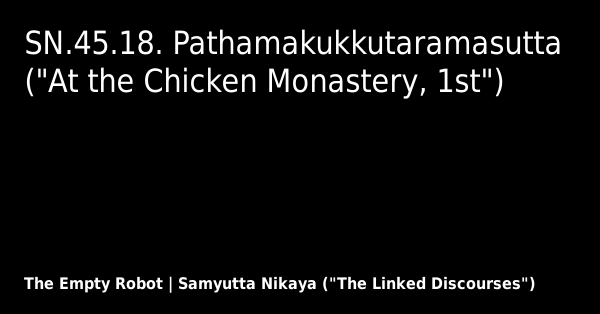 SN.45.18. Pathamakukkutaramasutta
("At the Chicken Monastery, 1st")
The Empty Robot | Samyutta Nikaya ("The Linked Discourses")